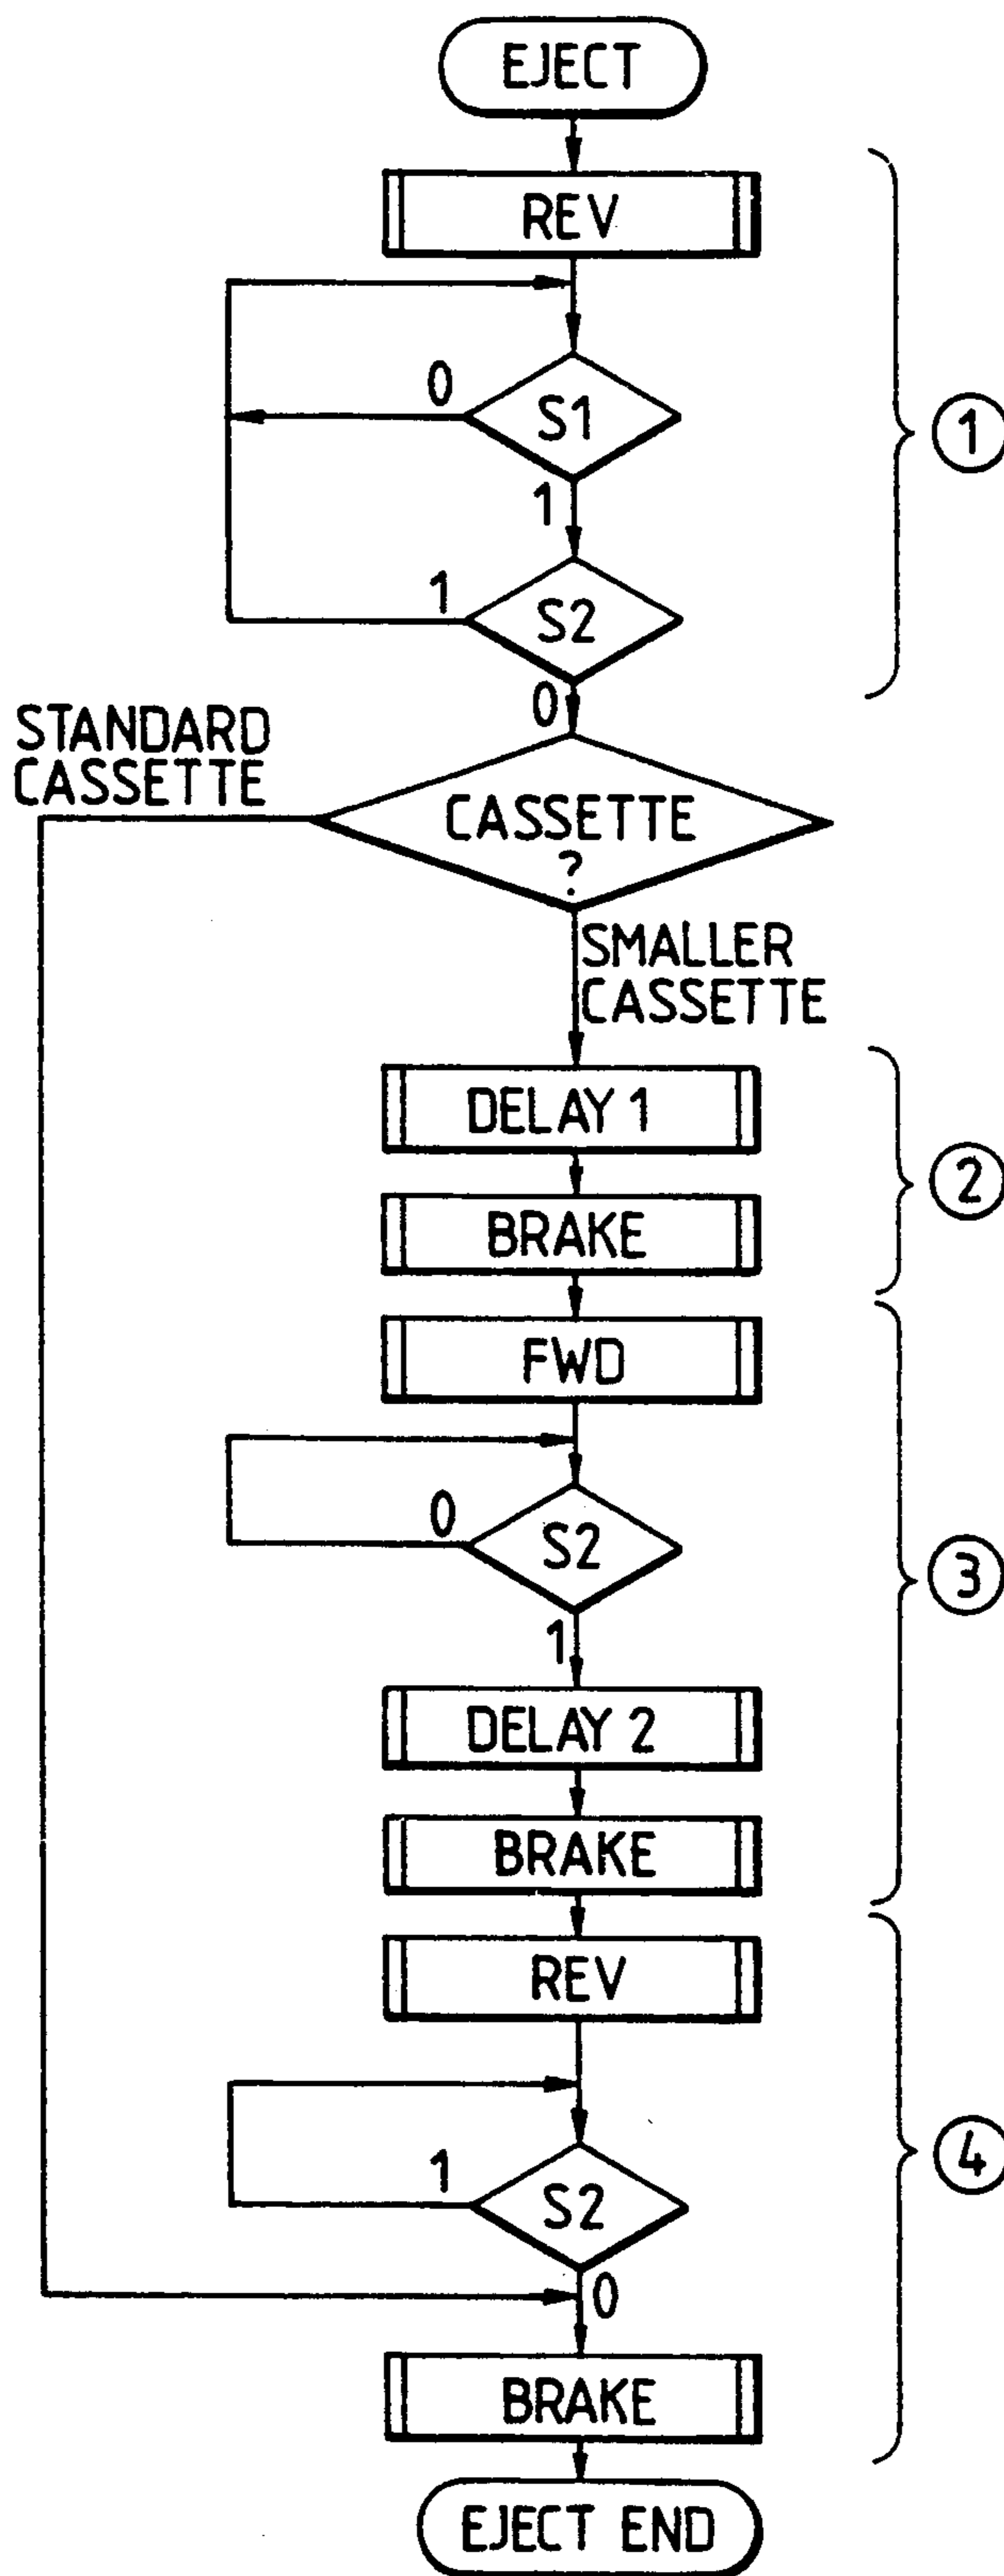 EJECT
REV
0
S1
①
1
1
S2
0
STANDARD
CASSETTE
CASSETTE
?
SMALLER
CASSETTE
DELAY 1
②
BRAKE
FWD
0
S2
③
1
DELAY 2
BRAKE
REV
1
S2
④
0
BRAKE
EJECT END